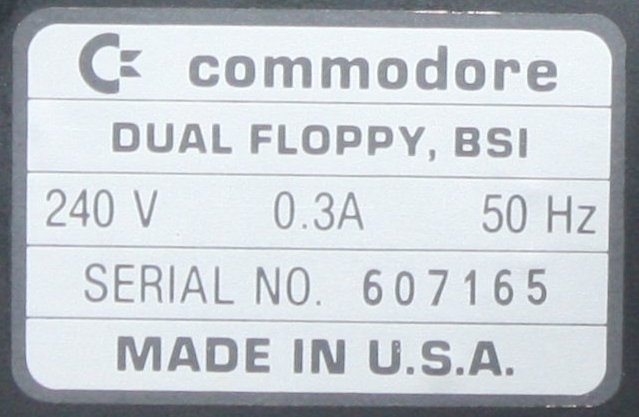 commodore
DUAL FLOPPY, BSI
240 V 0.3A 50 Hz
SERIAL NO. 607165
MADE IN U.S.A.